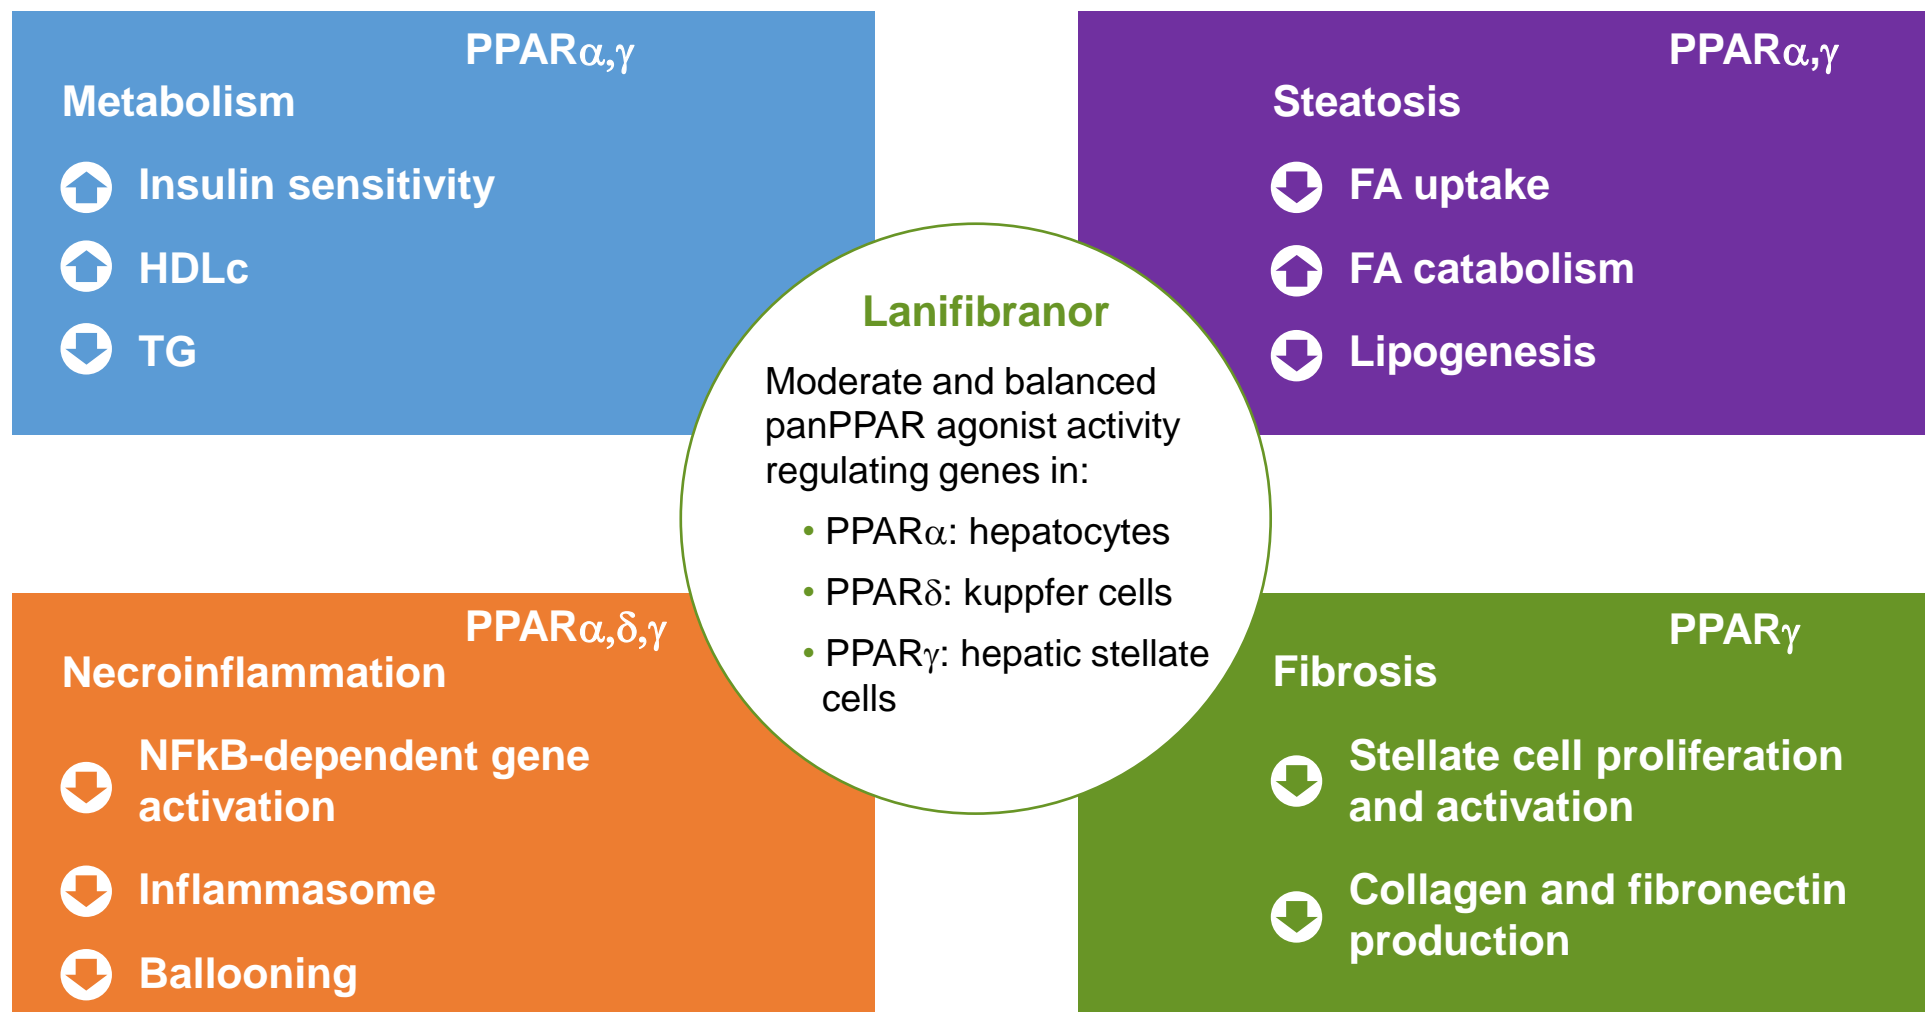 PPARα,γ
Metabolism
Insulin sensitivity
HDLc
TG
PPARα,γ
Steatosis
FA uptake
FA catabolism
Lipogenesis
Lanifibranor
Moderate and balanced
panPPAR agonist activity
regulating genes in:
• PPARα: hepatocytes
• PPARδ: kuppfer cells
• PPARγ: hepatic stellate
cells
PPARα,δ,γ
Necroinflammation
NFkB-dependent gene
activation
Inflammasome
Ballooning
PPARγ
Fibrosis
Stellate cell proliferation
and activation
Collagen and fibronectin
production